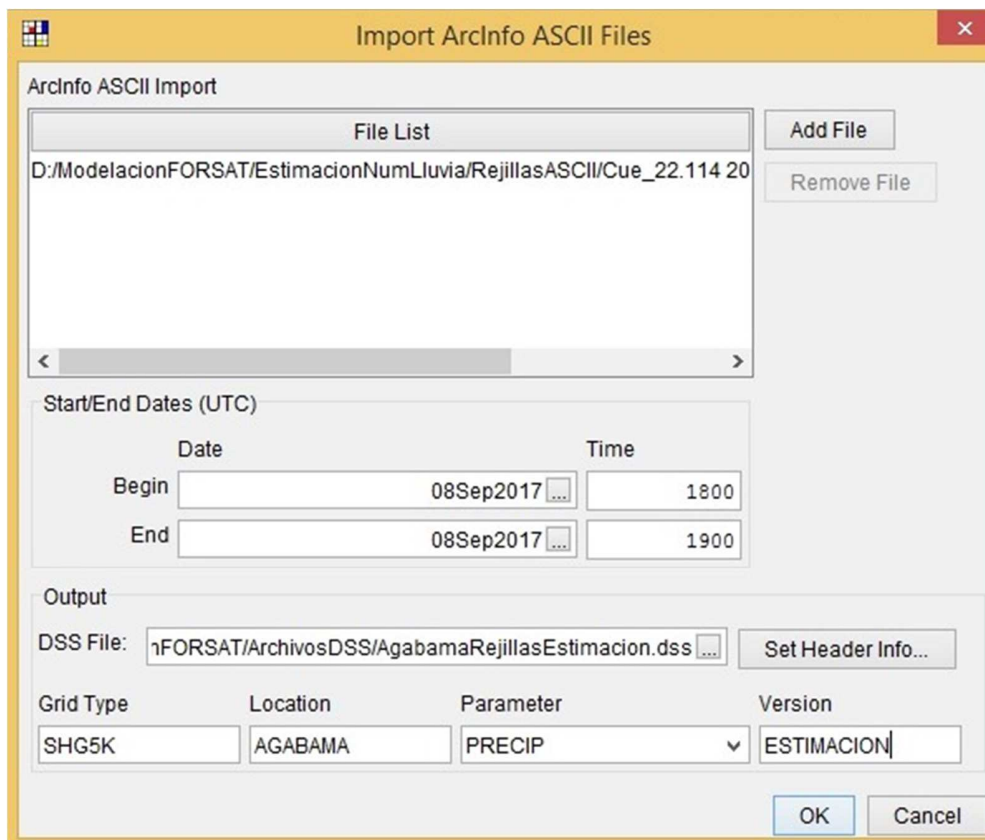 Import ArcInfo ASCII Files
ArcInfo ASCII Import
File List
Add File
D:/ModelacionFORSAT/EstimacionNumLluvia/RejillasASCII/Cue_22.114 20
Remove File
Start/End Dates (UTC)
Date Time
Begin 08Sep2017 ... 1800
End 08Sep2017 ... 1900
Output
DSS File: nFORSAT/ArchivosDSS/AgabamaRejillasEstimacion.dss ... Set Header Info...
Grid Type Location Parameter Version
SHG5K AGABAMA PRECIP ESTIMACION
OK Cancel